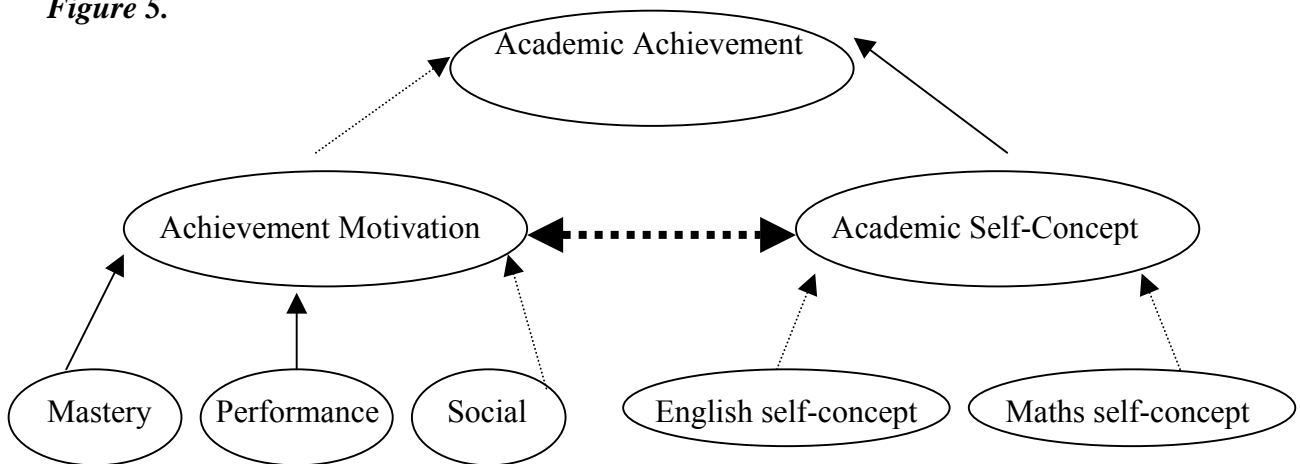 Figure 5.
Academic Achievement
Achievement Motivation
Academic Self-Concept
Mastery
Performance
Social
English self-concept
Maths self-concept